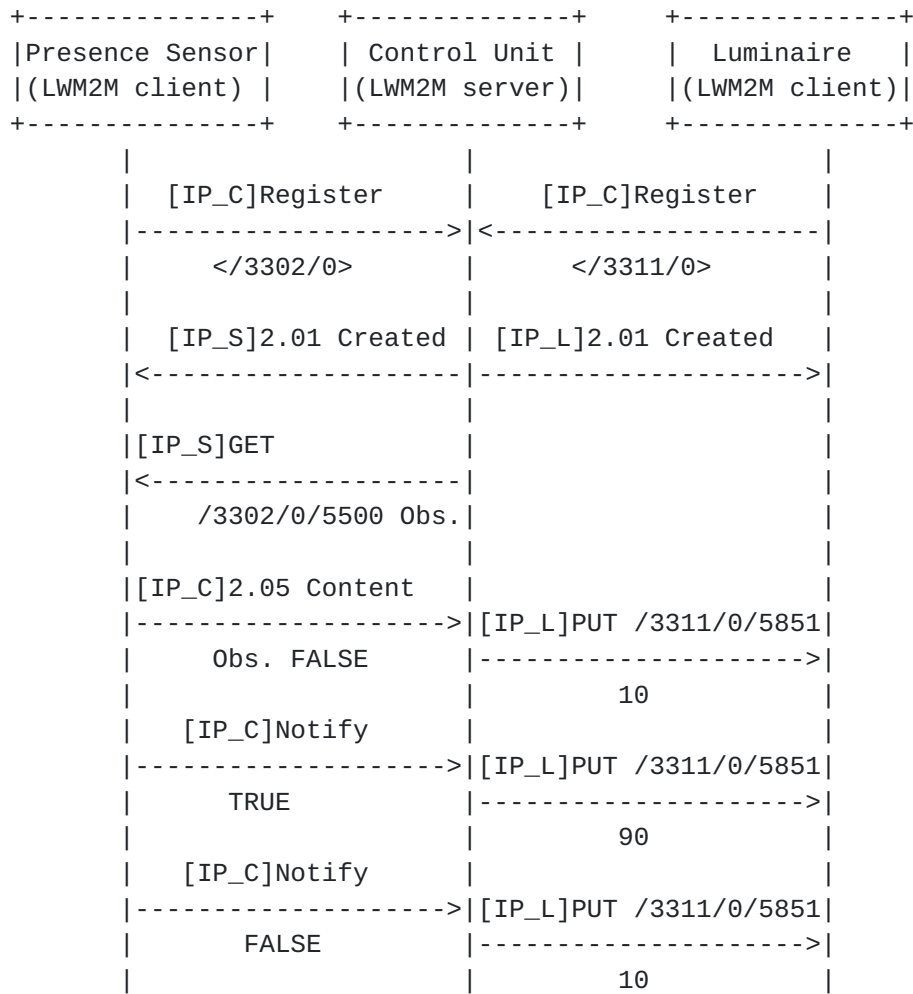 +---------------+    +--------------+     +--------------+
|Presence Sensor|    | Control Unit |     |  Luminaire   |
|(LWM2M client) |    |(LWM2M server)|     |(LWM2M client)|
+---------------+    +--------------+     +--------------+
       |                     |                      |
       |  [IP_C]Register     |    [IP_C]Register    |
       |-------------------->|<---------------------|
       |     </3302/0>       |      </3311/0>       |
       |                     |                      |
       |  [IP_S]2.01 Created | [IP_L]2.01 Created   |
       |<--------------------|--------------------->|
       |                     |                      |
       |[IP_S]GET            |                      |
       |<--------------------|                      |
       |    /3302/0/5500 Obs.|                      |
       |                     |                      |
       |[IP_C]2.05 Content   |                      |
       |-------------------->|[IP_L]PUT /3311/0/5851|
       |     Obs. FALSE      |--------------------->|
       |                     |         10           |
       |   [IP_C]Notify      |                      |
       |-------------------->|[IP_L]PUT /3311/0/5851|
       |      TRUE           |--------------------->|
       |                     |         90           |
       |   [IP_C]Notify      |                      |
       |-------------------->|[IP_L]PUT /3311/0/5851|
       |       FALSE         |--------------------->|
       |                     |         10           |